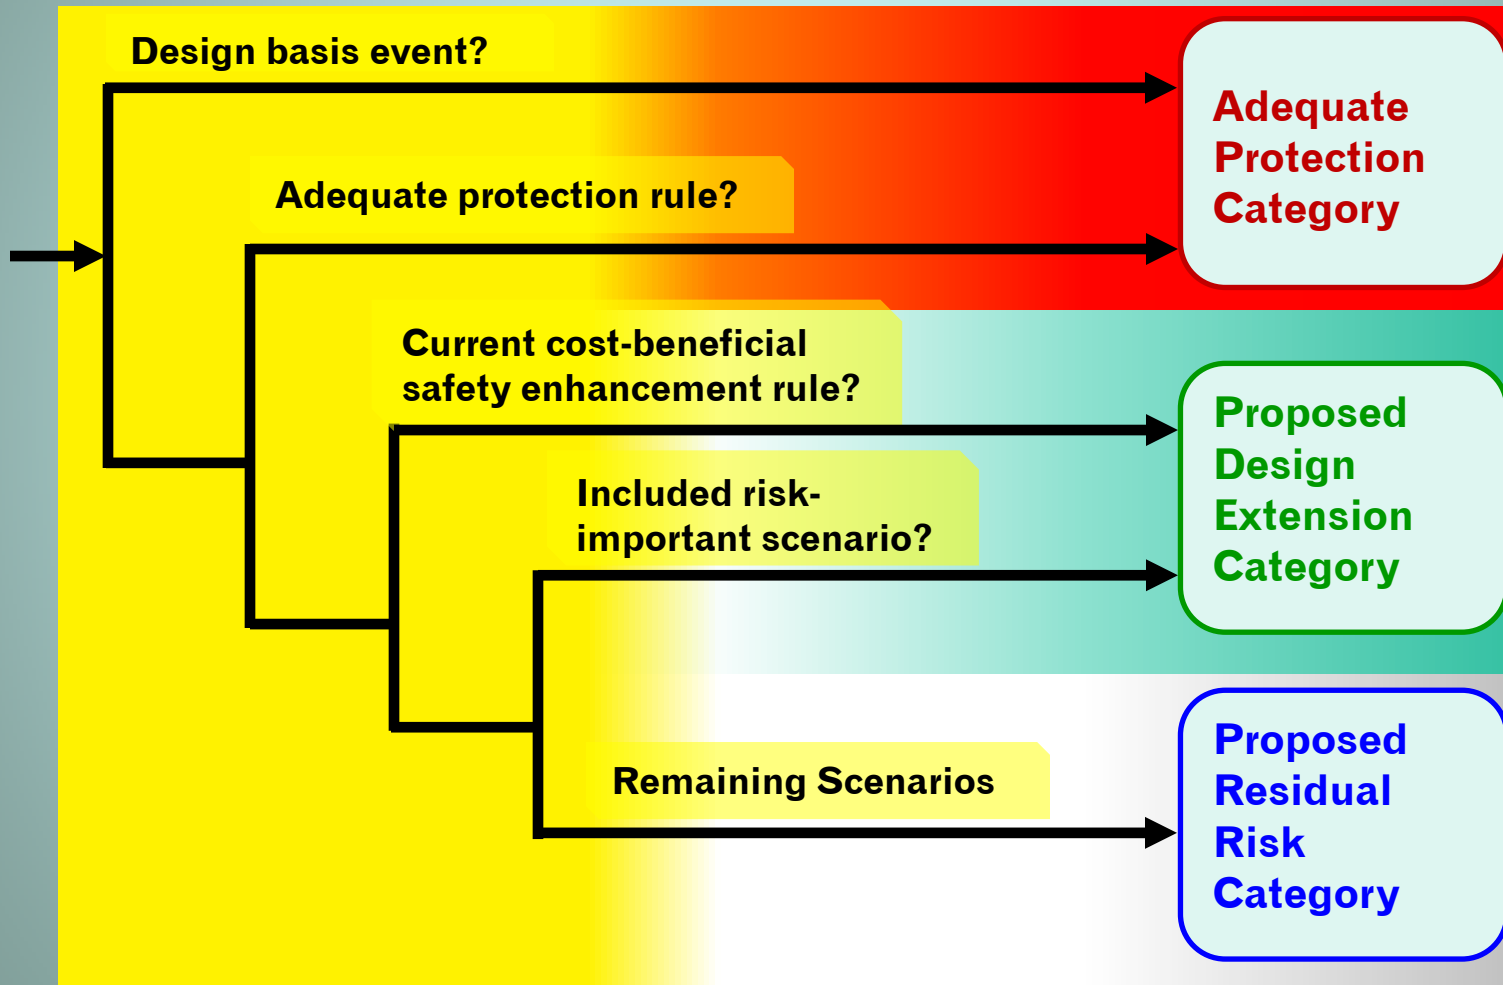 Design basis event?
Adequate protection rule?
Current cost-beneficial
safety enhancement rule?
Included risk-
important scenario?
Remaining Scenarios
Adequate
Protection
Category
Proposed
Design
Extension
Category
Proposed
Residual
Risk
Category